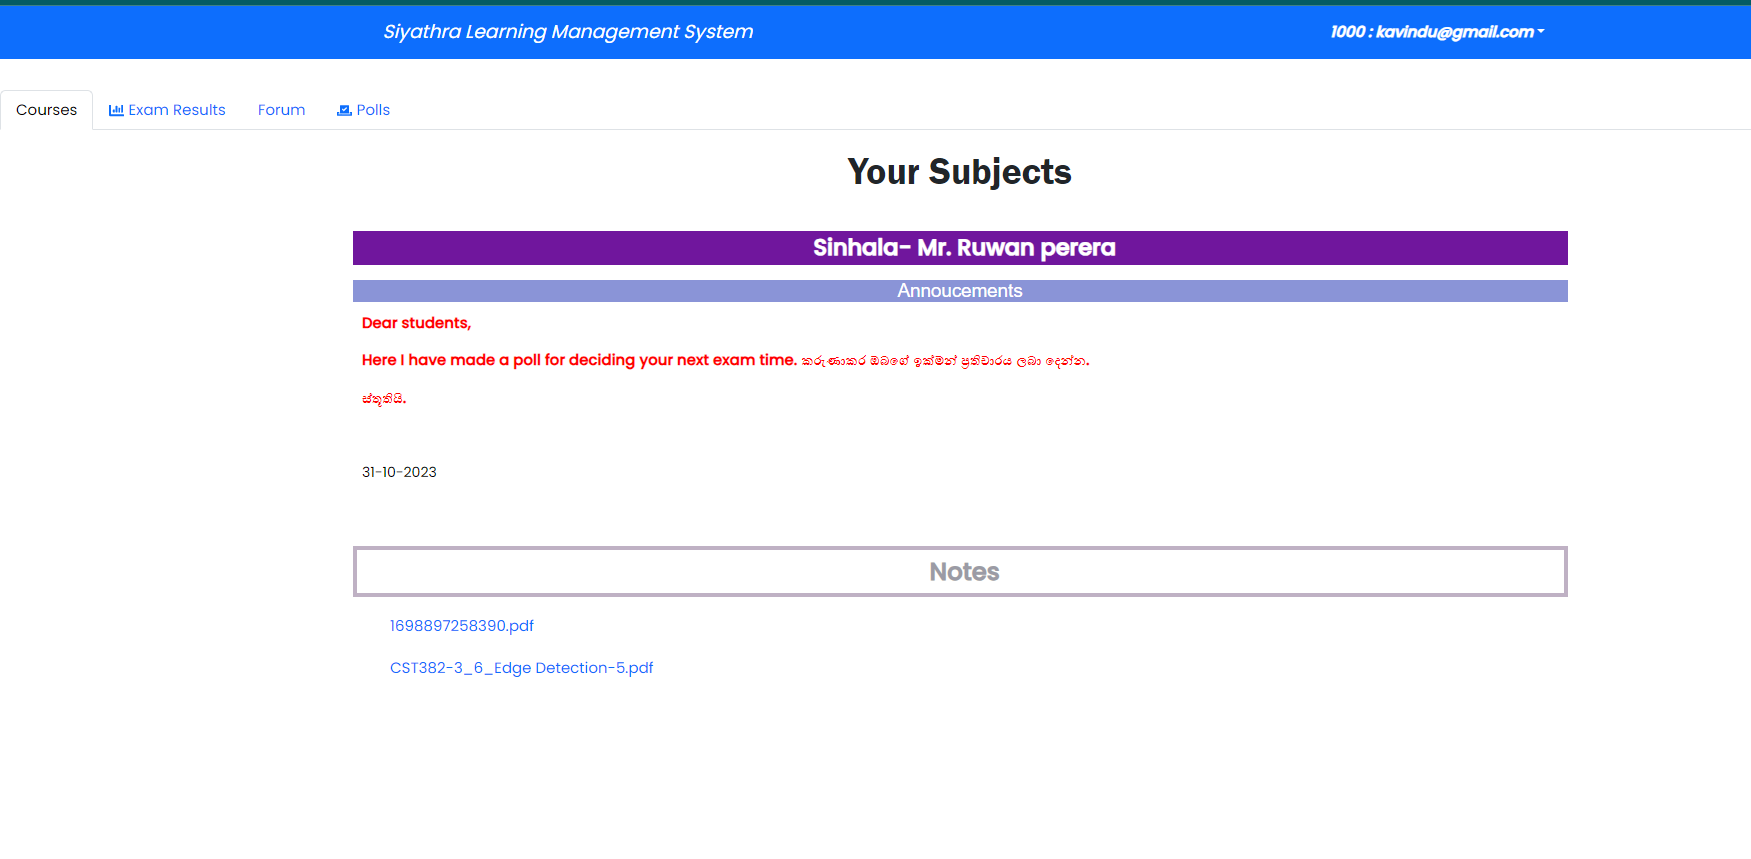 Siyathra Learning Management System
1000 : kavindu@gmail.com
Courses
Exam Results
Forum
Polls
Your Subjects
Sinhala- Mr. Ruwan perera
Annoucements
Dear students,
Here I have made a poll for deciding your next exam time. කරුණාකර ඔබගේ ඉක්මන් ප්‍රතිචාරය ලබා දෙන්න.
ස්තූතියි.
31-10-2023
Notes
1698897258390.pdf
CST382-3_6_Edge Detection-5.pdf